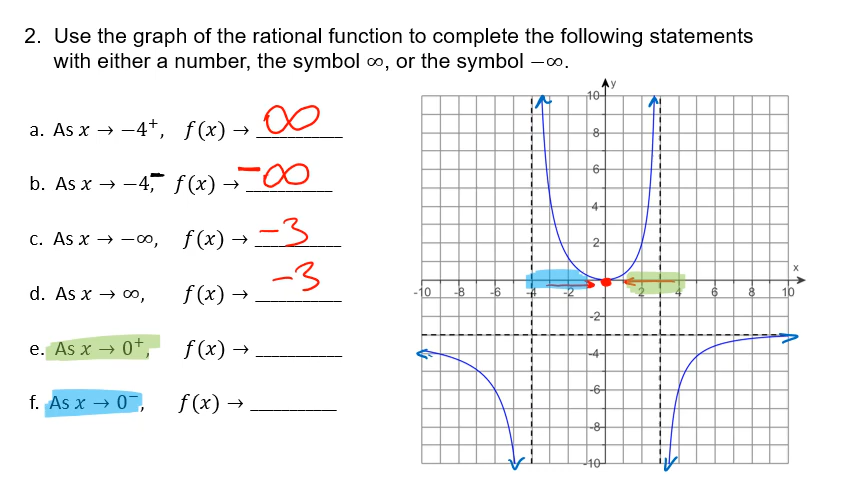 2. Use the graph of the rational function to complete the following statements
with either a number, the symbol ∞, or the symbol −∞.
a. As x → −4⁺, f(x) → ∞
b. As x → −4,⁻ f(x) → −∞
c. As x → −∞, f(x) → −3
d. As x → ∞, f(x) → −3
e. As x → 0⁺, f(x) → ________
f. As x → 0⁻, f(x) → ________
y
10
8
6
4
2
x
-10 -8 -6 -4 -2 2 4 6 8 10
-2
-4
-6
-8
-10